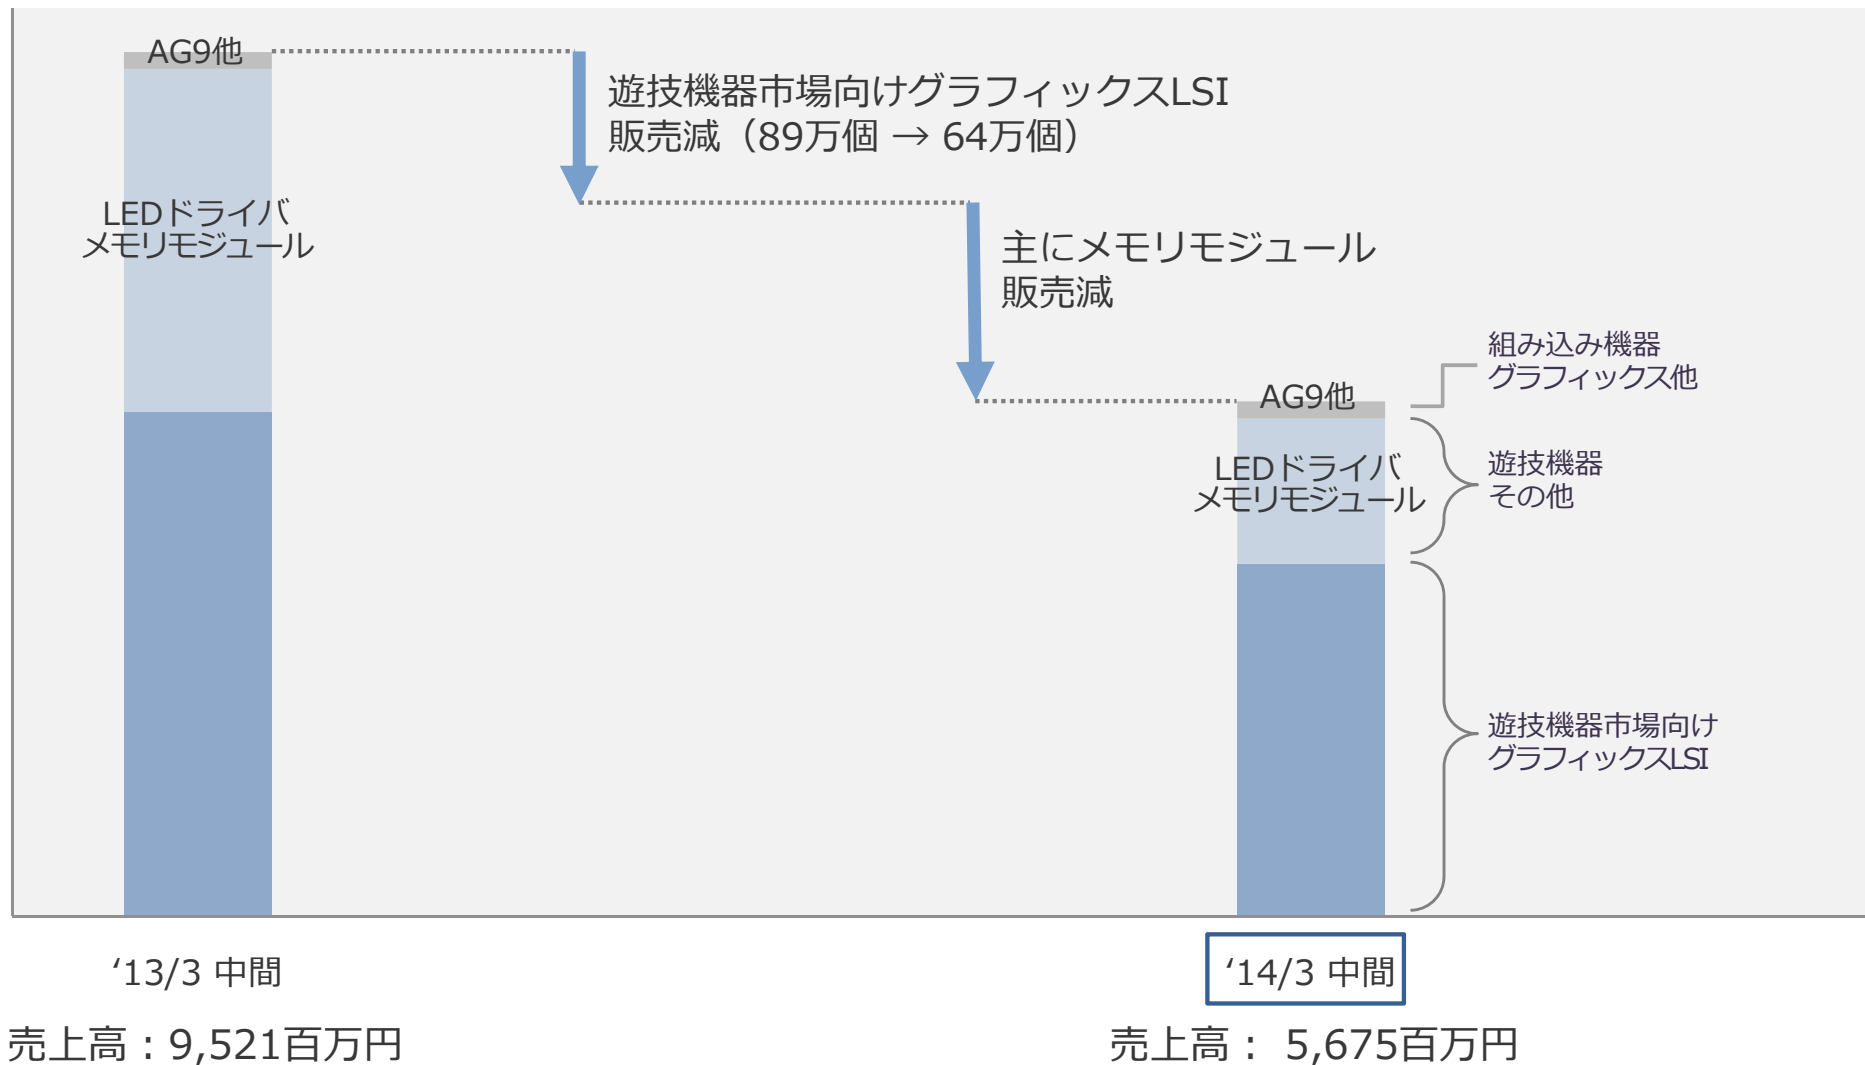 AG9他
遊技機器市場向けグラフィックスLSI
販売減（89万個 → 64万個）
LEDドライバ
メモリモジュール
主にメモリモジュール
販売減
組み込み機器
グラフィックス他
AG9他
LEDドライバ
メモリモジュール
遊技機器
その他
遊技機器市場向け
グラフィックスLSI
‘13/3 中間
‘14/3 中間
売上高：9,521百万円
売上高： 5,675百万円